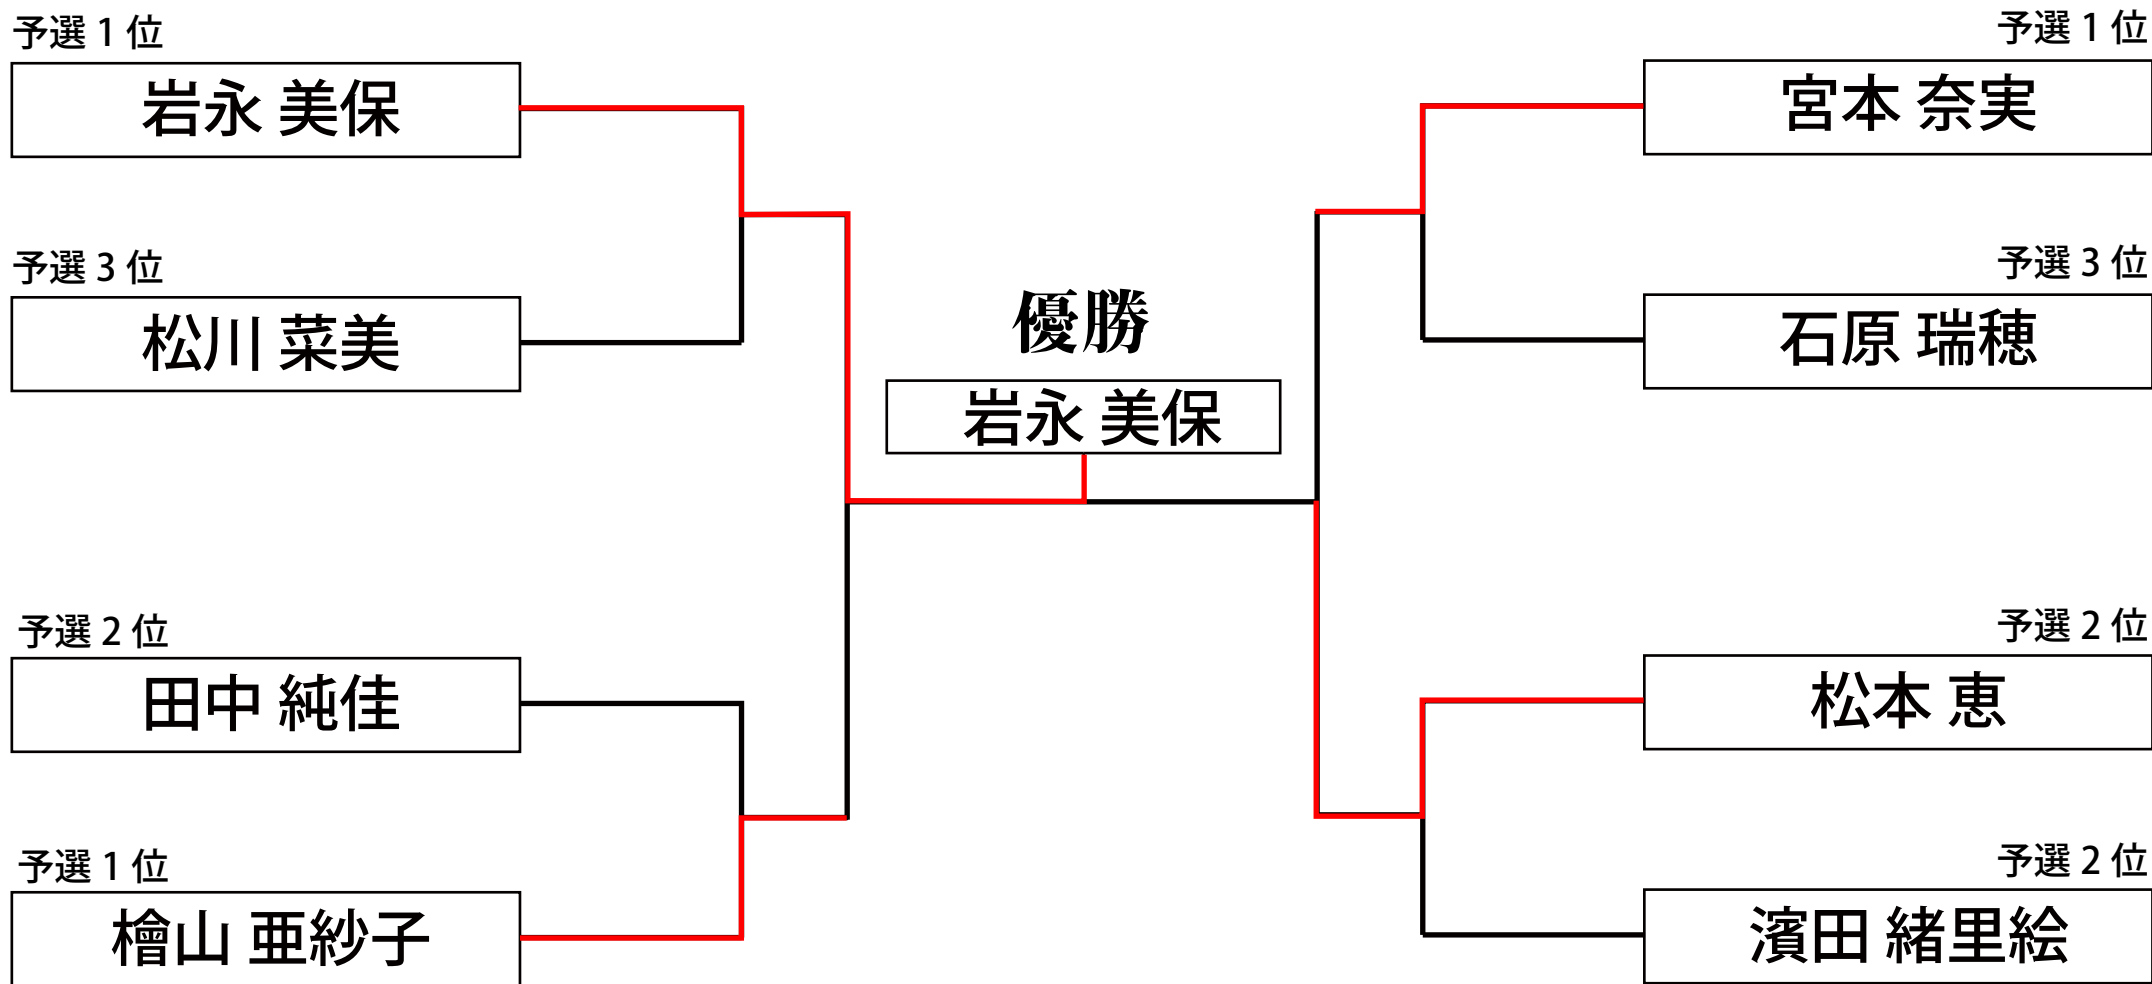 予選 1 位
岩永 美保
予選 3 位
松川 菜美
予選 2 位
田中 純佳
予選 1 位
檜山 亜紗子
優勝
岩永 美保
予選 1 位
宮本 奈実
予選 3 位
石原 瑞穂
予選 2 位
松本 恵
予選 2 位
濱田 緒里絵